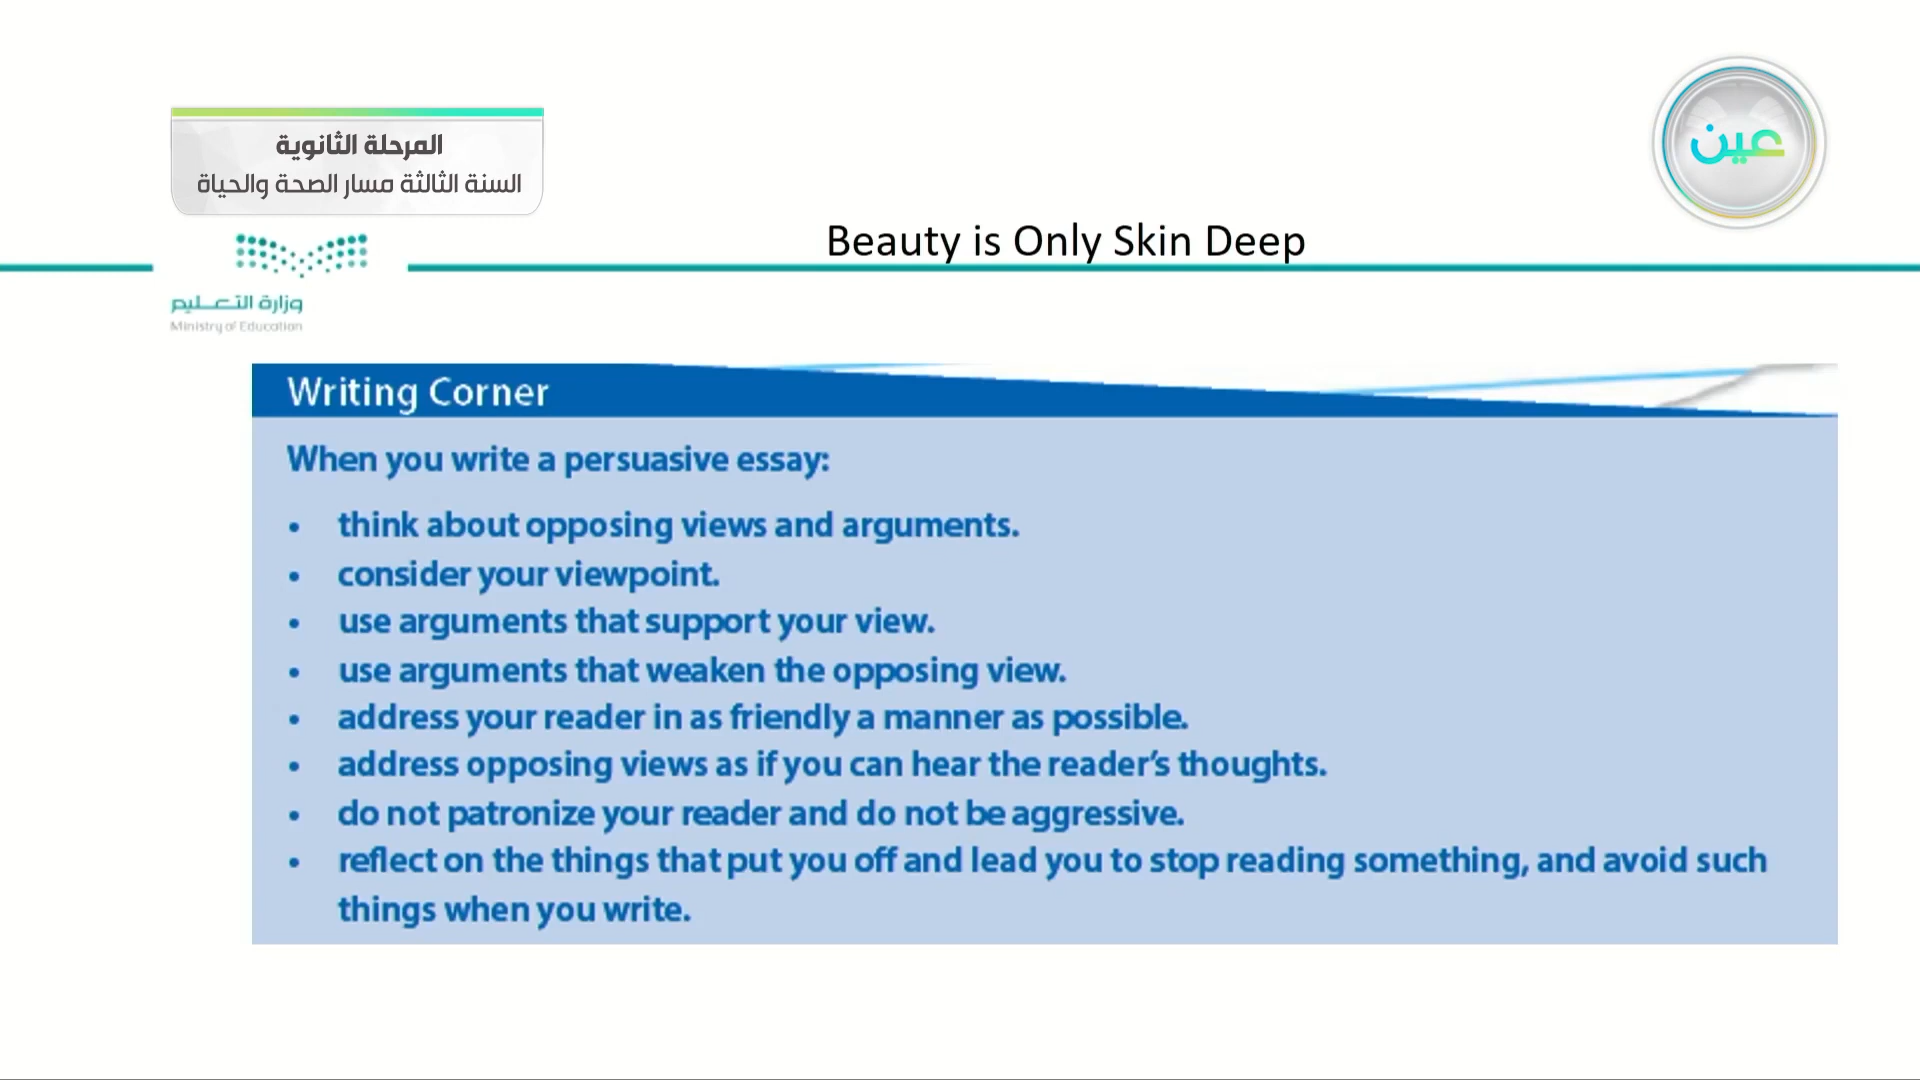 المرحلة الثانوية
السنة الثالثة مسار الصحة والحياة
عين
Beauty is Only Skin Deep
وزارة التعليم
Ministry of Education
Writing Corner
When you write a persuasive essay:
• think about opposing views and arguments.
• consider your viewpoint.
• use arguments that support your view.
• use arguments that weaken the opposing view.
• address your reader in as friendly a manner as possible.
• address opposing views as if you can hear the reader's thoughts.
• do not patronize your reader and do not be aggressive.
• reflect on the things that put you off and lead you to stop reading something, and avoid such
things when you write.